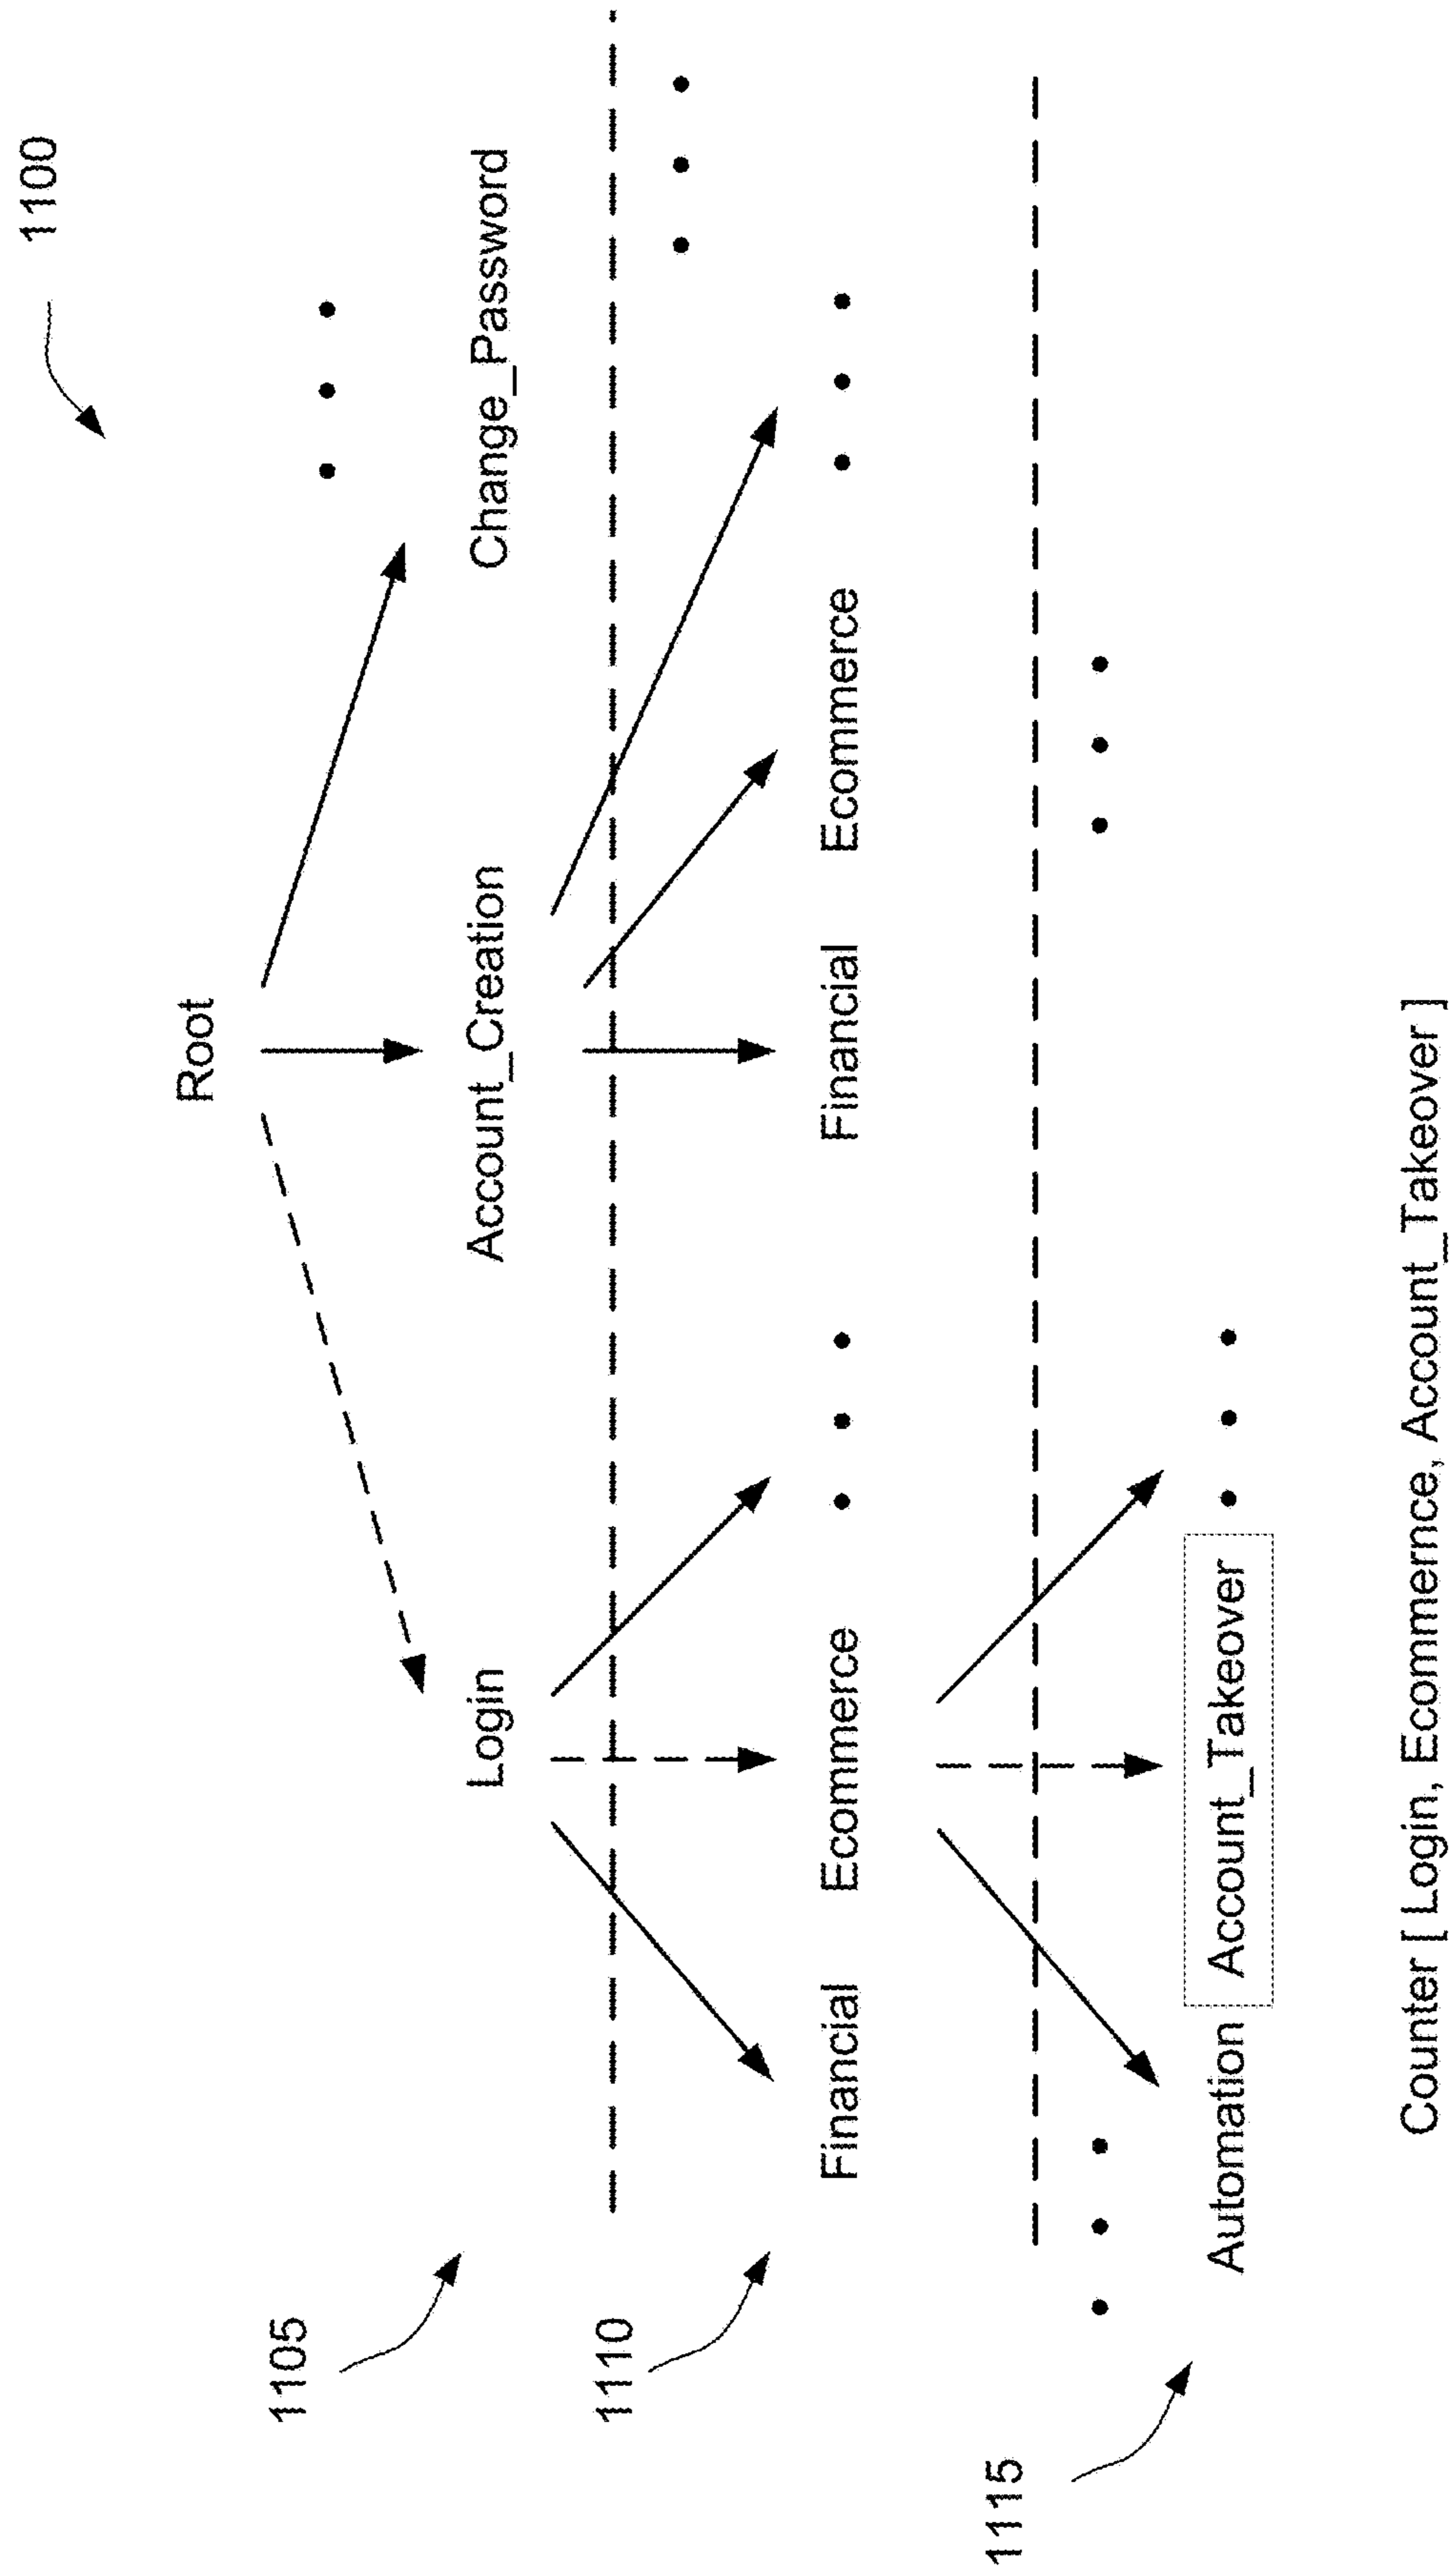 1100
Root
1105
Login
Account_Creation
Change_Password
1110
Financial
Ecommerce
Financial
Ecommerce
1115
Automation
Account_Takeover
Counter [ Login, Ecommernce, Account_Takeover ]